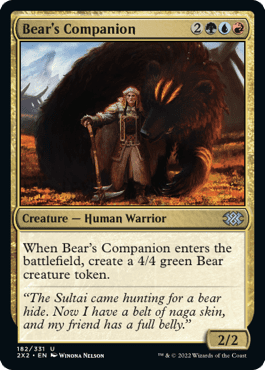 Bear's Companion 2
Creature — Human Warrior
When Bear's Companion enters the
battlefield, create a 4/4 green Bear
creature token.
“The Sultai came hunting for a bear
hide. Now I have a belt of naga skin,
and my friend has a full belly.”
2/2
182/331 U
2X2 • EN Winona Nelson
™ & © 2022 Wizards of the Coast